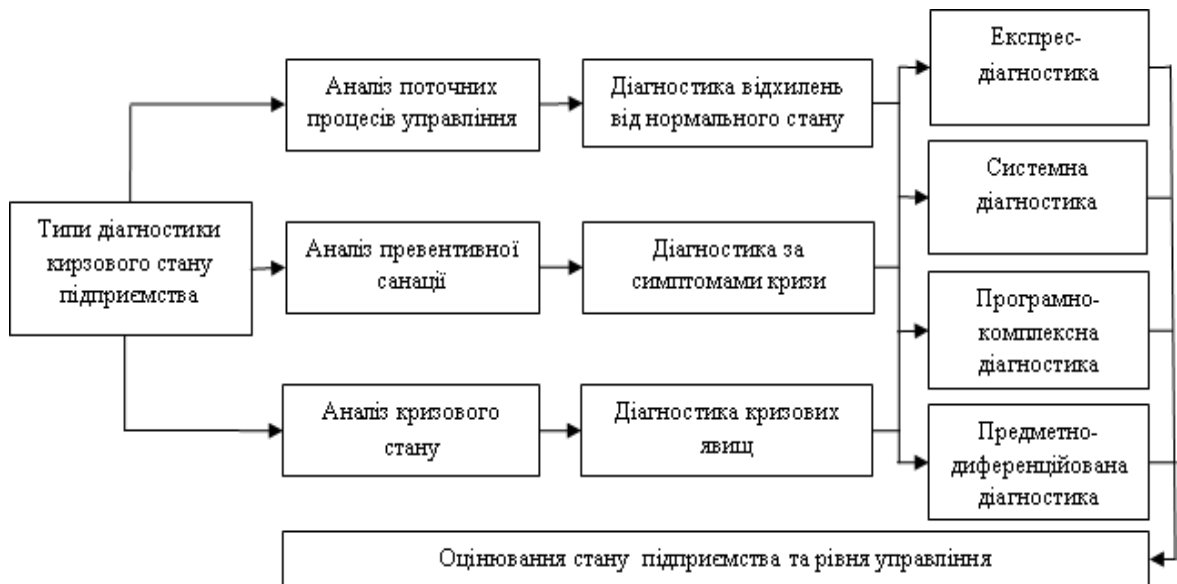 Типи діагностики
кирзового стану
підприємства
Аналіз поточних
процесів управління
Аналіз превентивної
санації
Аналіз кризового
стану
Діагностика відхилень
від нормального стану
Діагностика за
симптомами кризи
Діагностика кризових
явищ
Експрес-
діагностика
Системна
діагностика
Програмно-
комплексна
діагностика
Предметно-
диференційована
діагностика
Оцінювання стану підприємства та рівня управління